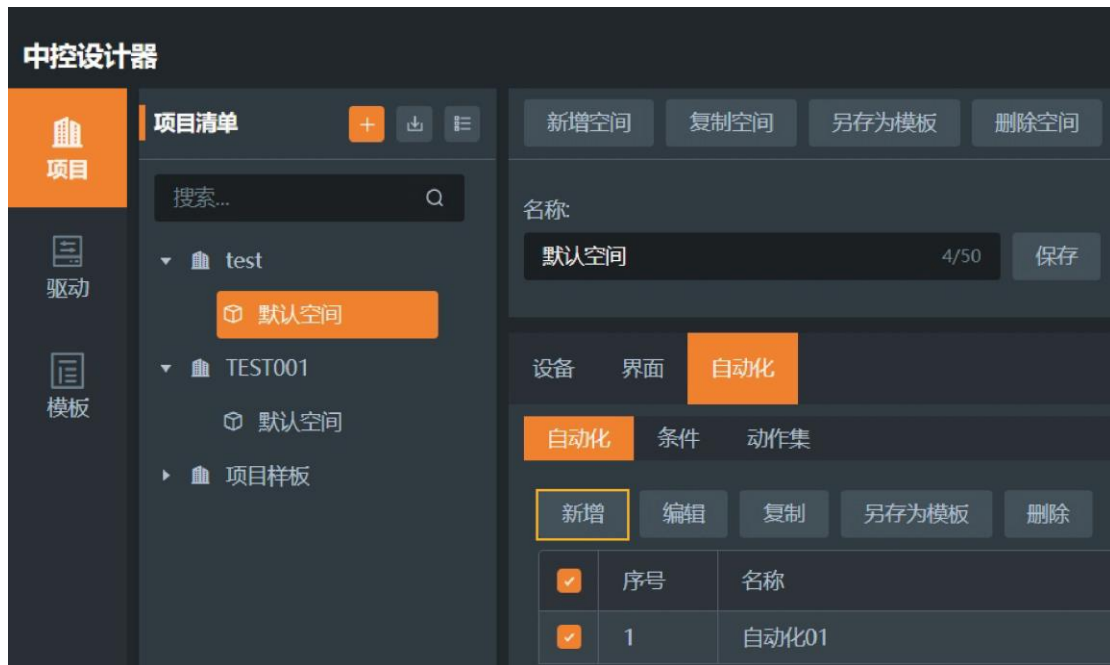 中控设计器
项目
驱动
模板
项目清单
搜索...
test
默认空间
TEST001
默认空间
项目样板
新增空间 复制空间 另存为模板 删除空间
名称:
默认空间 4/50 保存
设备 界面 自动化
自动化 条件 动作集
新增 编辑 复制 另存为模板 删除
序号 名称
1 自动化01